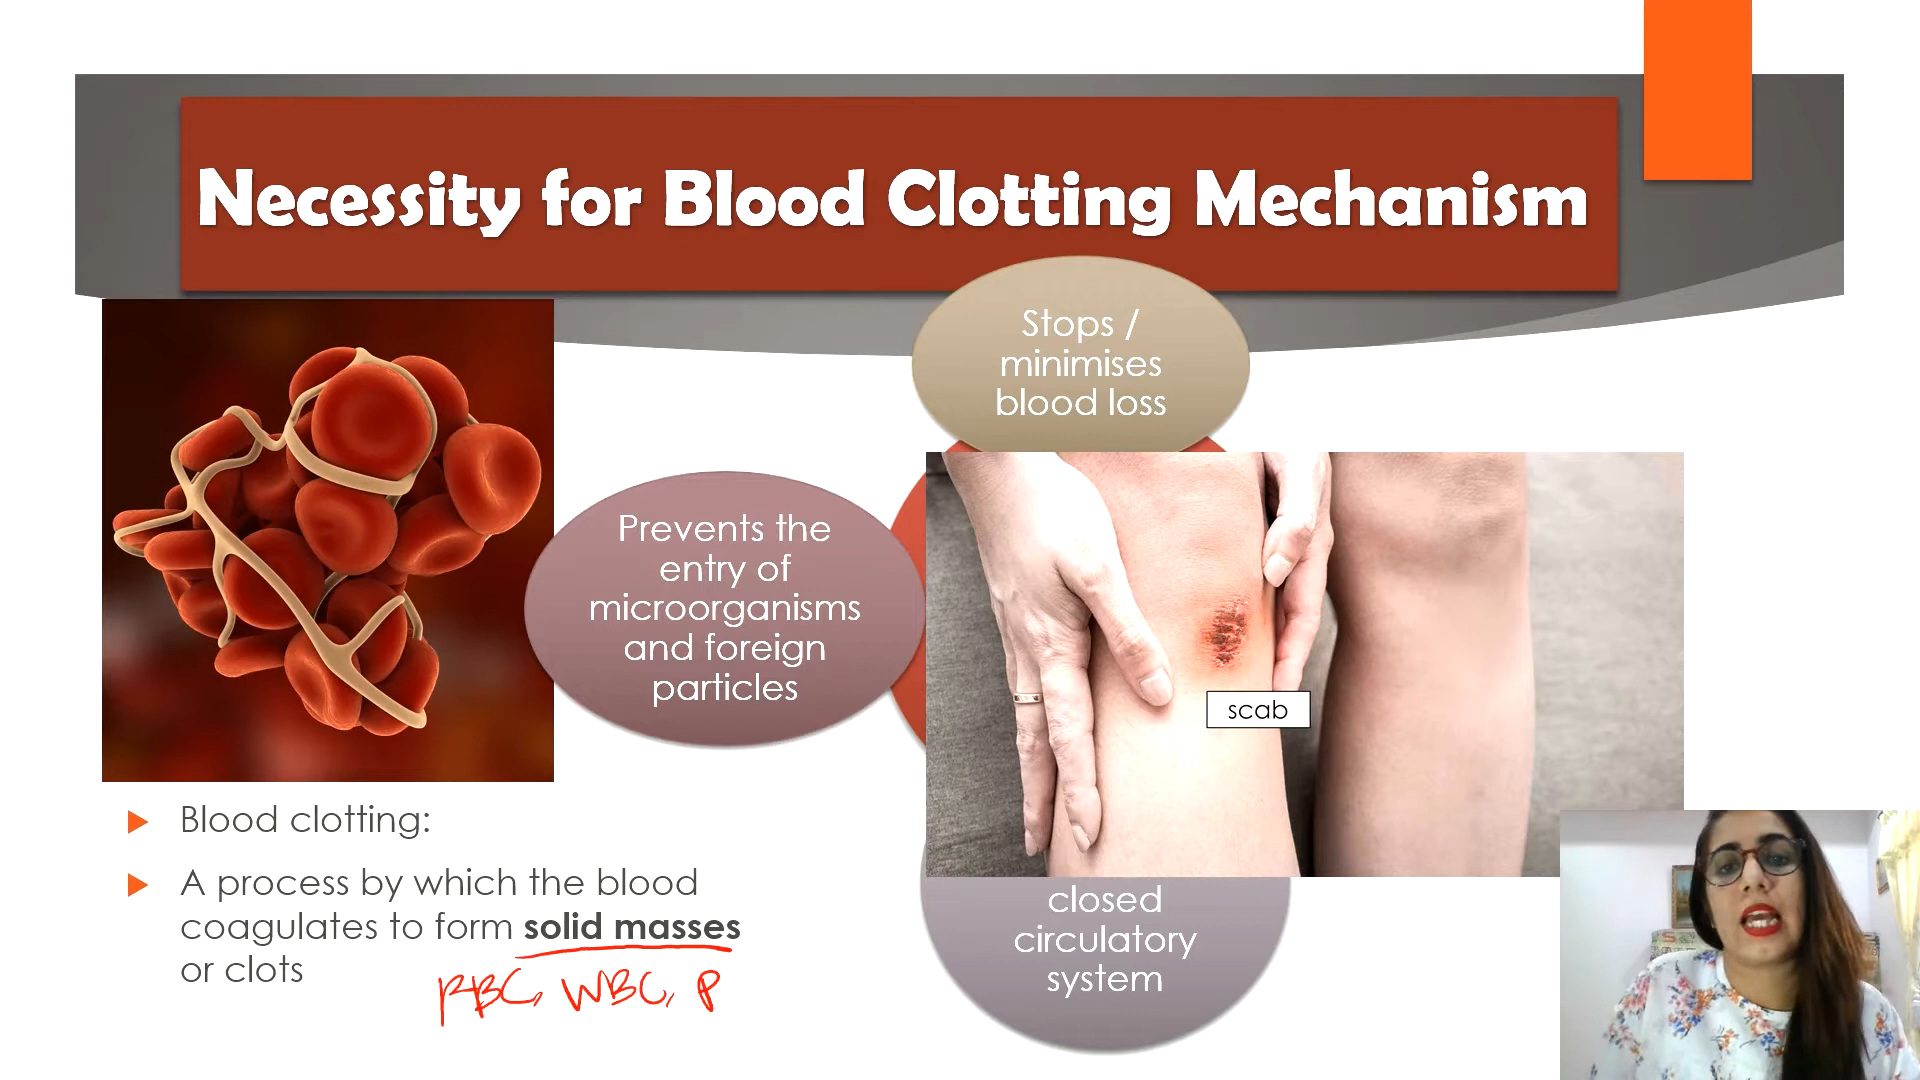 Necessity for Blood Clotting Mechanism
Stops /
minimises
blood loss
Prevents the
entry of
microorganisms
and foreign
particles
scab
closed
circulatory
system
Blood clotting:
A process by which the blood
coagulates to form solid masses
or clots
RBC, WBC, P